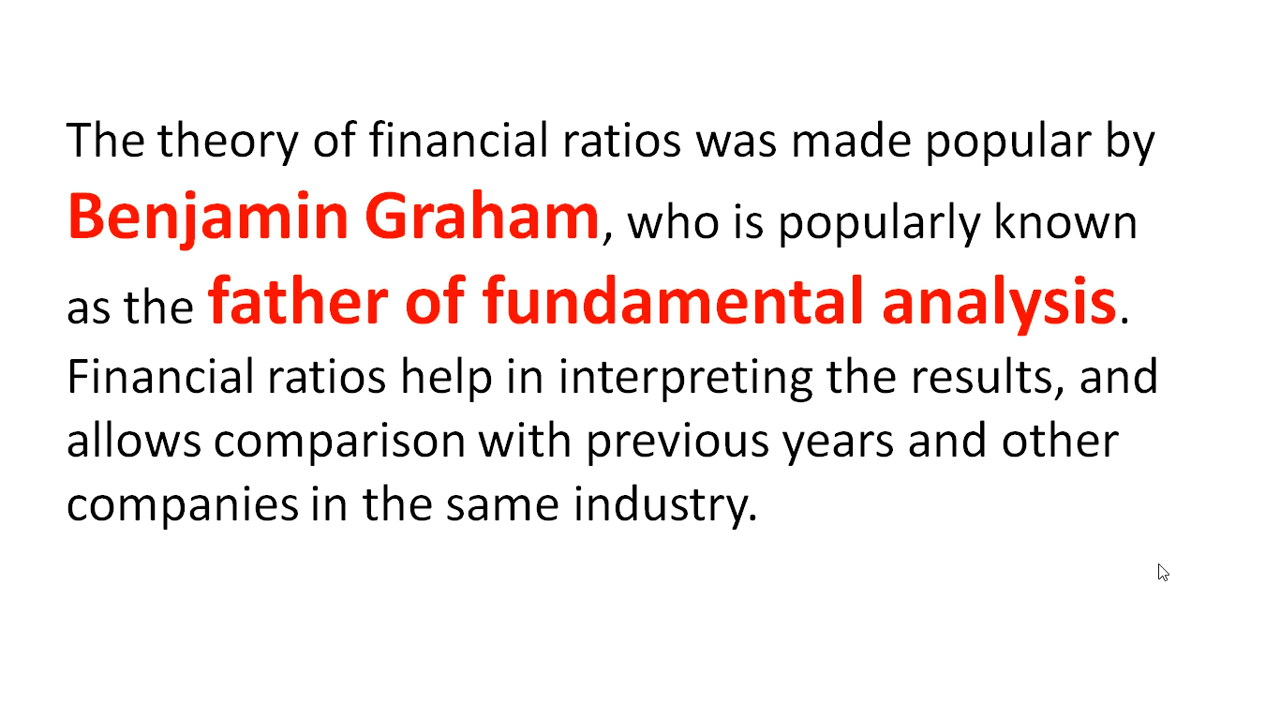 The theory of financial ratios was made popular by
Benjamin Graham, who is popularly known
as the father of fundamental analysis.
Financial ratios help in interpreting the results, and
allows comparison with previous years and other
companies in the same industry.